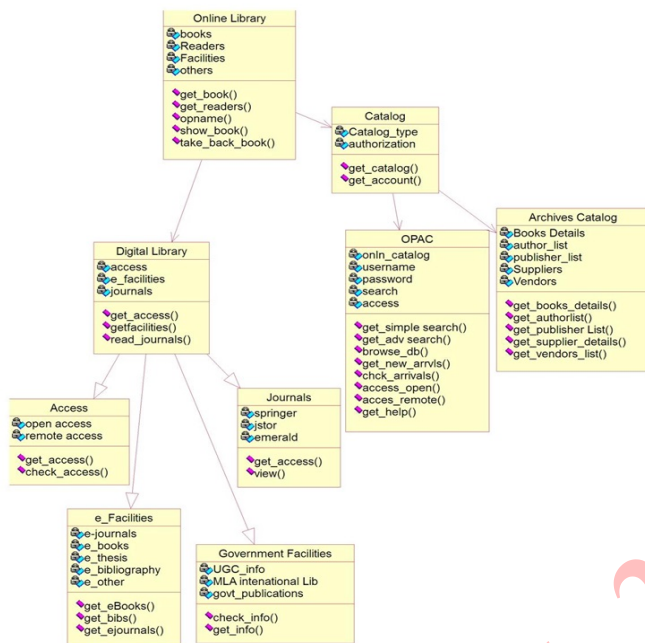 Online Library
books
Readers
Facilities
others
get_book()
get_readers()
opname()
show_book()
take_back_book()
Catalog
Catalog_type
authorization
get_catalog()
get_account()
Digital Library
access
e_facilities
journals
get_access()
getfacilities()
read_journals()
OPAC
onln_catalog
username
password
search
access
get_simple search()
get_adv search()
browse_db()
get_new_arrvls()
chck_arrivals()
access_open()
acces_remote()
get_help()
Archives Catalog
Books Details
author_list
publisher_list
Suppliers
Vendors
get_books_details()
get_authorlist()
get_publisher List()
get_supplier_details()
get_vendors_list()
Access
open access
remote access
get_access()
check_access()
Journals
springer
jstor
emerald
get_access()
view()
e_Facilities
e-journals
e_books
e_thesis
e_bibliography
e_other
get_eBooks()
get_bibs()
get_ejournals()
Government Facilities
UGC_info
MLA intenational Lib
govt_publications
check_info()
get_info()